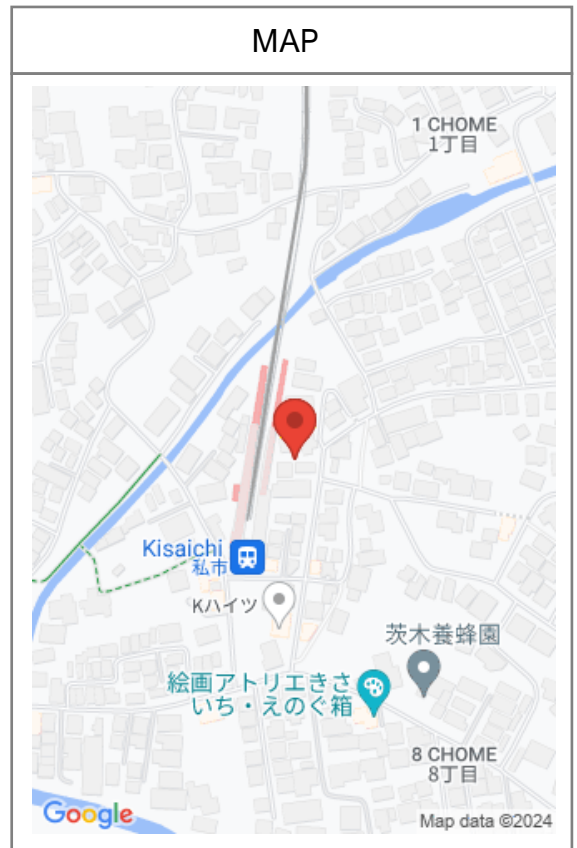 MAP
1 CHOME
1丁目
Kisaichi
私市
Kハイツ
茨木養蜂園
絵画アトリエきさ
いち・えのぐ箱
8 CHOME
8丁目
Google
Map data ©2024